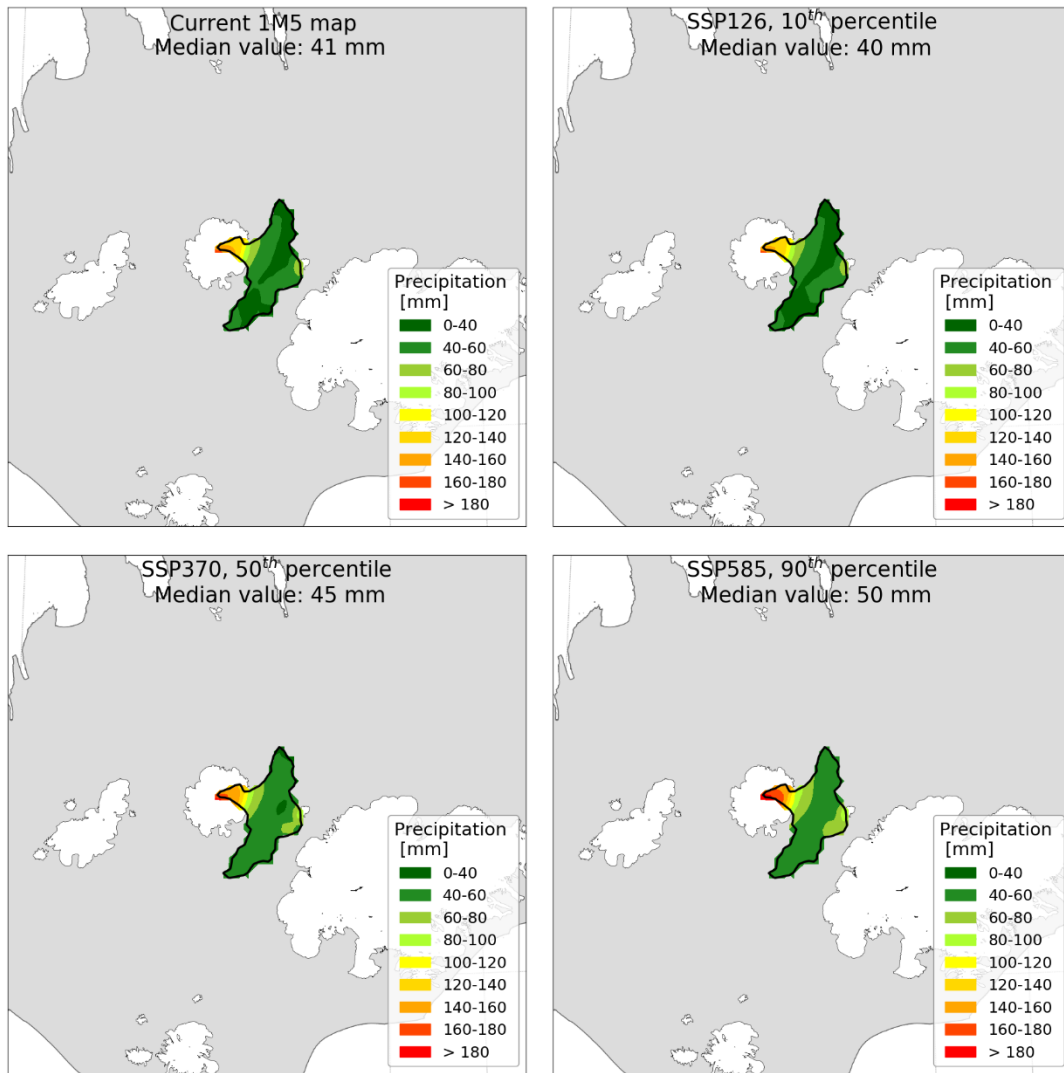 Current 1M5 map
Median value: 41 mm
Precipitation
[mm]
0-40
40-60
60-80
80-100
100-120
120-140
140-160
160-180
> 180
SSP126, 10th percentile
Median value: 40 mm
Precipitation
[mm]
0-40
40-60
60-80
80-100
100-120
120-140
140-160
160-180
> 180
SSP370, 50th percentile
Median value: 45 mm
Precipitation
[mm]
0-40
40-60
60-80
80-100
100-120
120-140
140-160
160-180
> 180
SSP585, 90th percentile
Median value: 50 mm
Precipitation
[mm]
0-40
40-60
60-80
80-100
100-120
120-140
140-160
160-180
> 180